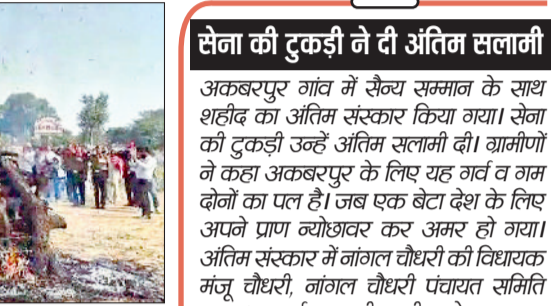 सेना की टुकड़ी ने दी अंतिम सलामी
अकबरपुर गांव में सैन्य सम्मान के साथ
शहीद का अंतिम संस्कार किया गया। सेना
की टुकड़ी उन्हें अंतिम सलामी दी। ग्रामीणों
ने कहा अकबरपुर के लिए यह गर्व व गम
दोनों का पल है। जब एक बेटा देश के लिए
अपने प्राण न्योछावर कर अमर हो गया।
अंतिम संस्कार में नांगल चौधरी की विधायक
मंजू चौधरी, नांगल चौधरी पंचायत समिति